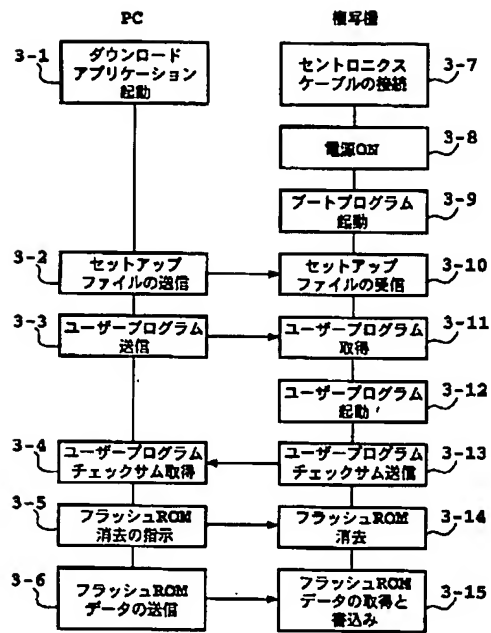 PC
複写機
3-1
ダウンロード
アプリケーション
起動
セントロニクス
ケーブルの接続
3-7
電源ON
3-8
ブートプログラム
起動
3-9
3-2
セットアップ
ファイルの送信
セットアップ
ファイルの受信
3-10
3-3
ユーザープログラム
送信
ユーザープログラム
取得
3-11
ユーザープログラム
起動
3-12
3-4
ユーザープログラム
チェックサム取得
ユーザープログラム
チェックサム送信
3-13
3-5
フラッシュROM
消去の指示
フラッシュROM
消去
3-14
3-6
フラッシュROM
データの送信
フラッシュROM
データの取得と
書込み
3-15